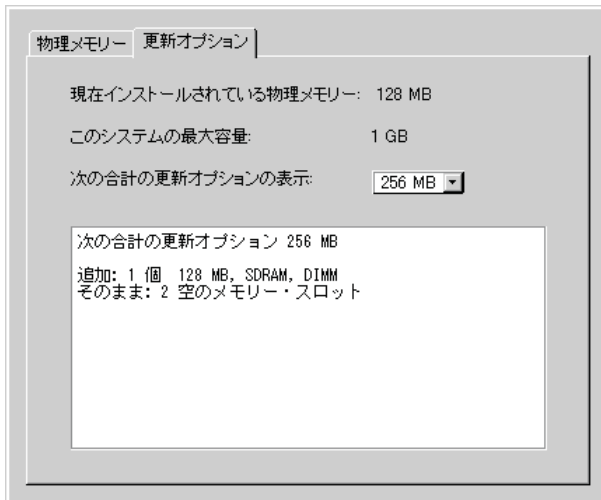 物理メモリー 更新オプション
現在インストールされている物理メモリー: 128 MB
このシステムの最大容量: 1 GB
次の合計の更新オプションの表示: 256 MB
次の合計の更新オプション 256 MB
追加: 1 個 128 MB, SDRAM, DIMM
そのまま: 2 空のメモリー・スロット